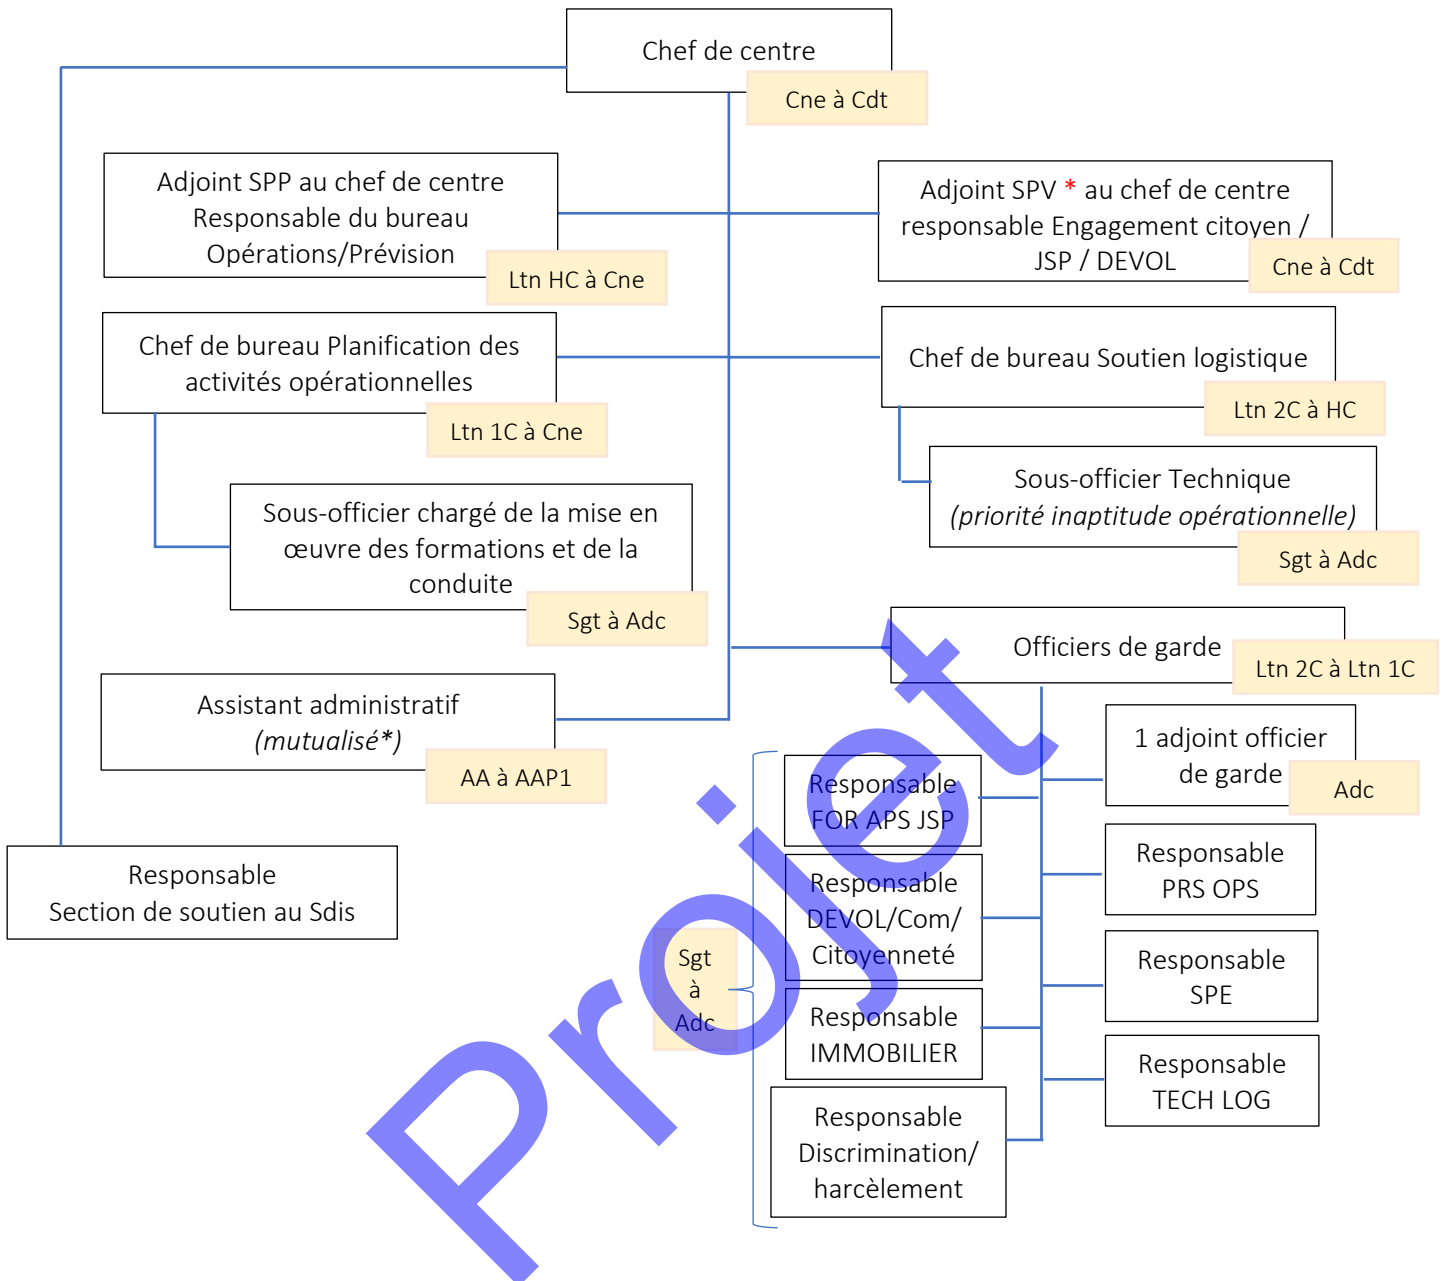 Chef de centre
Cne à Cdt
Adjoint SPP au chef de centre
Responsable du bureau
Opérations/Prévision
Ltn HC à Cne
Adjoint SPV * au chef de centre
responsable Engagement citoyen /
JSP / DEVOL
Cne à Cdt
Chef de bureau Planification des
activités opérationnelles
Ltn 1C à Cne
Chef de bureau Soutien logistique
Ltn 2C à HC
Sous-officier chargé de la mise en
œuvre des formations et de la
conduite
Sgt à Adc
Sous-officier Technique
(priorité inaptitude opérationnelle)
Sgt à Adc
Officiers de garde
Ltn 2C à Ltn 1C
Assistant administratif
(mutualisé*)
AA à AAP1
Responsable
Section de soutien au Sdis
1 adjoint officier
de garde
Adc
Responsable
FOR APS JSP
Responsable
PRS OPS
Responsable
DEVOL/Com/
Citoyenneté
Responsable
SPE
Sgt
à
Adc
Responsable
IMMOBILIER
Responsable
TECH LOG
Responsable
Discrimination/
harcèlement
Projet